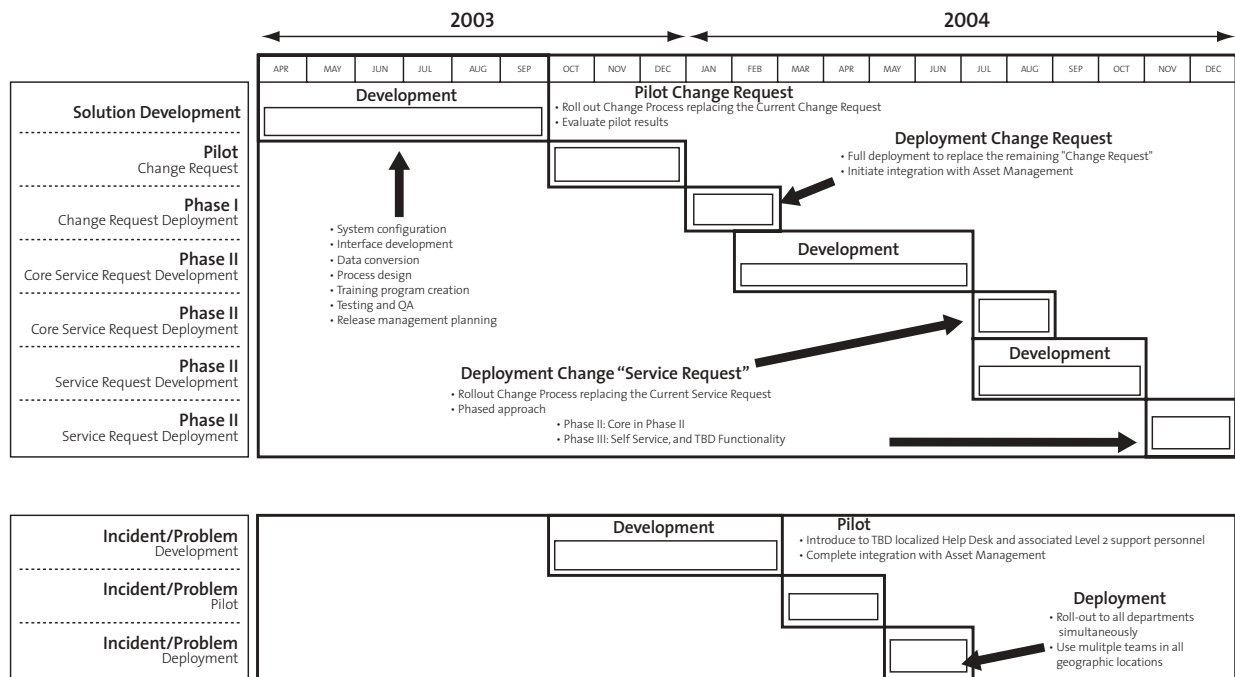 2003 2004
APR MAY JUN JUL AUG SEP OCT NOV DEC JAN FEB MAR APR MAY JUN JUL AUG SEP OCT NOV DEC
Solution Development
Pilot
Change Request
Phase I
Change Request Deployment
Phase II
Core Service Request Development
Phase II
Core Service Request Deployment
Phase II
Service Request Development
Phase II
Service Request Deployment
Development
Pilot Change Request
• Roll out Change Process replacing the Current Change Request
• Evaluate pilot results
Deployment Change Request
• Full deployment to replace the remaining "Change Request"
• Initiate integration with Asset Management
• System configuration
• Interface development
• Data conversion
• Process design
• Training program creation
• Testing and QA
• Release management planning
Development
Development
Deployment Change “Service Request”
• Rollout Change Process replacing the Current Service Request
• Phased approach
• Phase II: Core in Phase II
• Phase III: Self Service, and TBD Functionality
Incident/Problem
Development
Incident/Problem
Pilot
Incident/Problem
Deployment
Development
Pilot
• Introduce to TBD localized Help Desk and associated Level 2 support personnel
• Complete integration with Asset Management
Deployment
• Roll-out to all departments
simultaneously
• Use mulitple teams in all
geographic locations